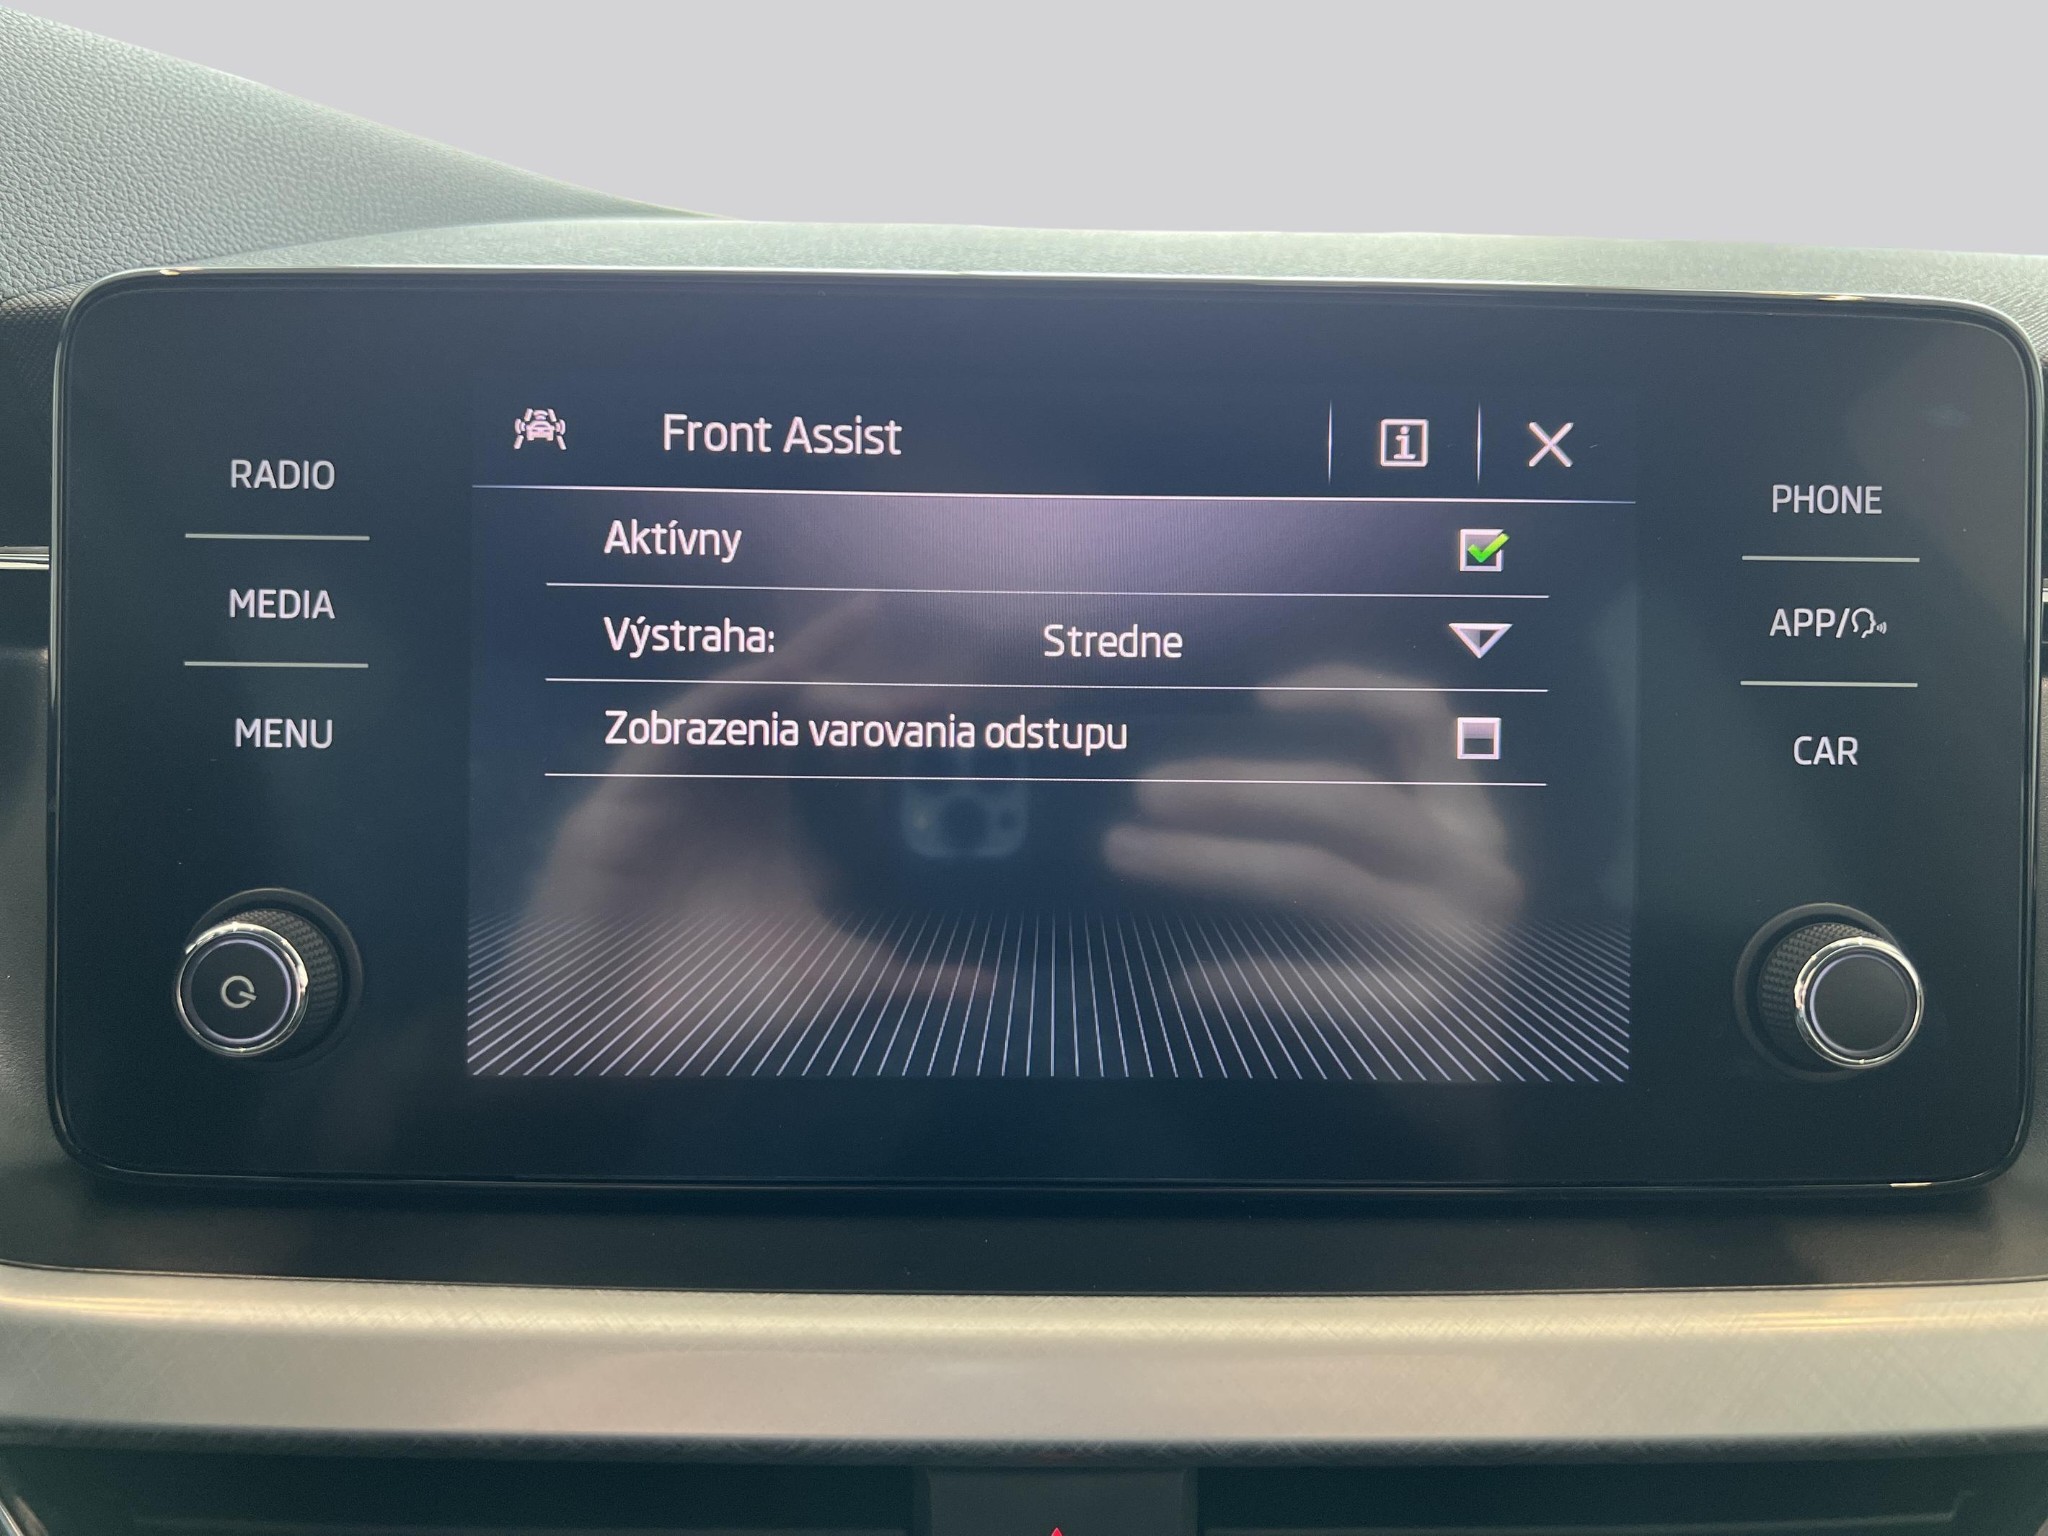 Front Assist
RADIO
MEDIA
MENU
Aktívny
Výstraha: Stredne
Zobrazenia varovania odstupu
PHONE
APP/
CAR